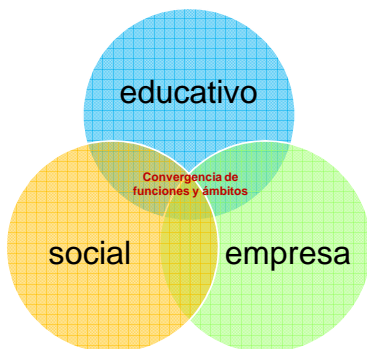 educativo
Convergencia de
funciones y ámbitos
social
empresa